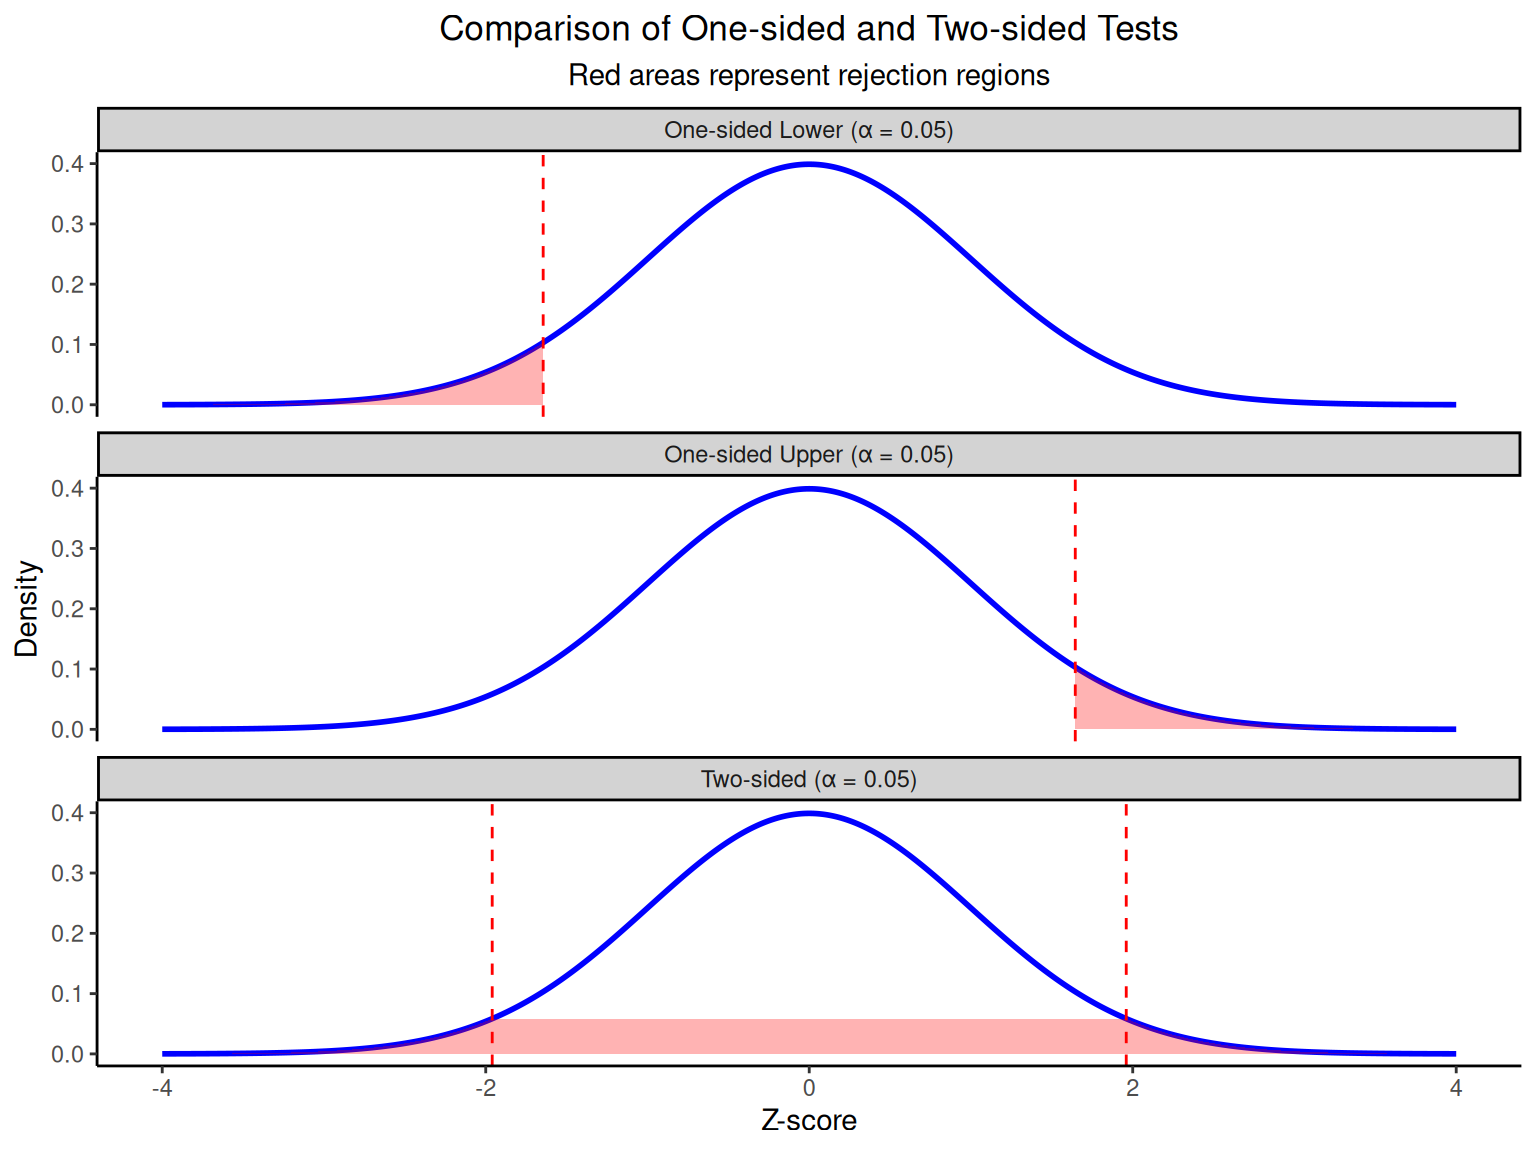 Comparison of One-sided and Two-sided Tests
Red areas represent rejection regions
One-sided Lower (α = 0.05)
0.4
0.3
0.2
0.1
0.0
One-sided Upper (α = 0.05)
0.4
0.3
0.2
0.1
0.0
Density
Two-sided (α = 0.05)
0.4
0.3
0.2
0.1
0.0
-4 -2 0 2 4
Z-score